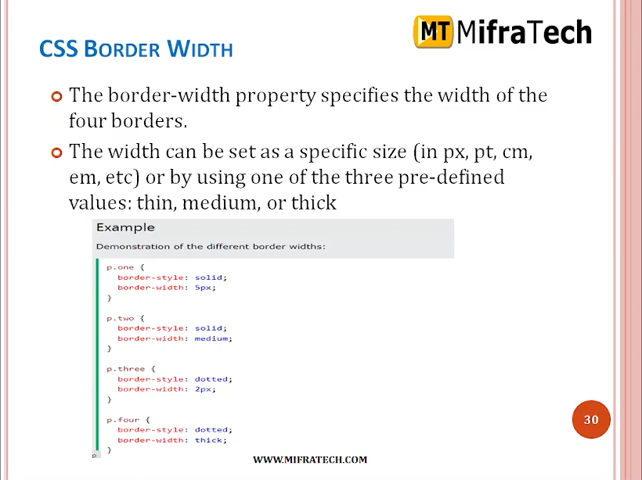 CSS BORDER WIDTH
MT MifraTech
The border-width property specifies the width of the
four borders.
The width can be set as a specific size (in px, pt, cm,
em, etc) or by using one of the three pre-defined
values: thin, medium, or thick
Example
Demonstration of the different border widths:
p.one {
border-style: solid;
border-width: 5px;
}
p.two {
border-style: solid;
border-width: medium;
}
p.three {
border-style: dotted;
border-width: 2px;
}
p.four {
border-style: dotted;
border-width: thick;
}
p
30
WWW.MIFRATECH.COM